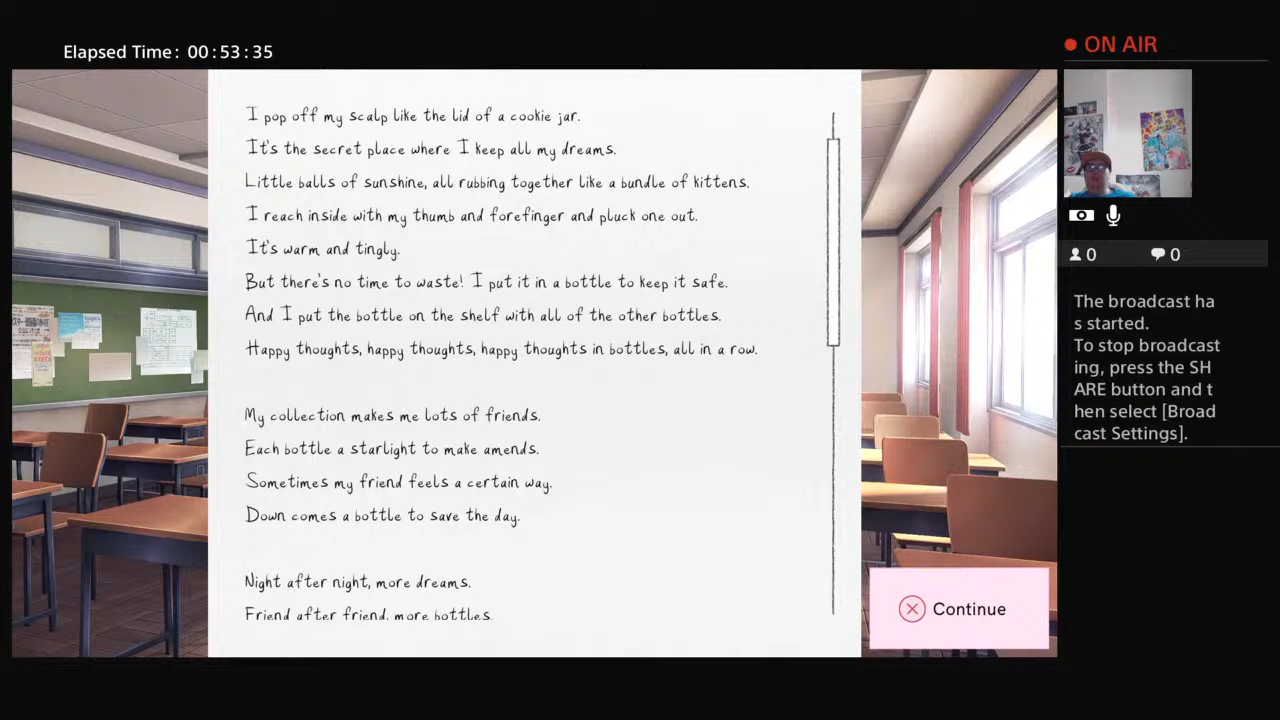 Elapsed Time: 00:53:35
ON AIR
I pop off my scalp like the lid of a cookie jar.
It's the secret place where I keep all my dreams.
Little balls of sunshine, all rubbing together like a bundle of kittens.
I reach inside with my thumb and forefinger and pluck one out.
It's warm and tingly.
But there's no time to waste! I put it in a bottle to keep it safe.
And I put the bottle on the shelf with all of the other bottles.
Happy thoughts, happy thoughts, happy thoughts in bottles, all in a row.
My collection makes me lots of friends.
Each bottle a starlight to make amends.
Sometimes my friend feels a certain way.
Down comes a bottle to save the day.
Night after night, more dreams.
Friend after friend, more bottles.
Continue
0
0
The broadcast ha
s started.
To stop broadcast
ing, press the SH
ARE button and t
hen select [Broad
cast Settings].